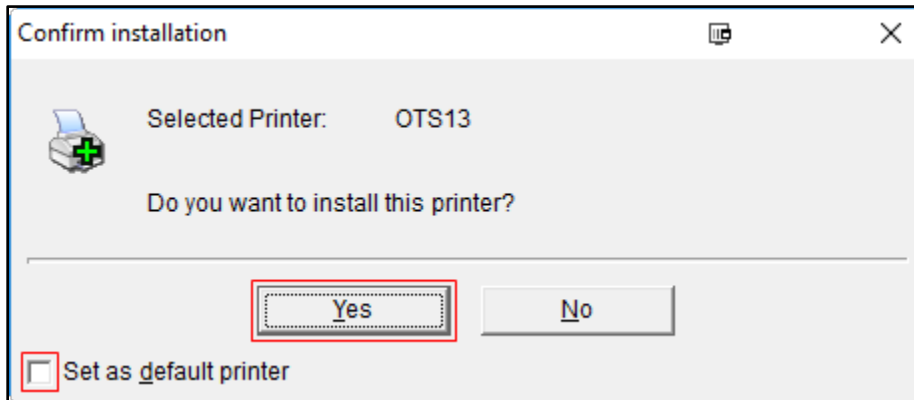 Confirm installation
Selected Printer: OTS13
Do you want to install this printer?
Yes No
Set as default printer